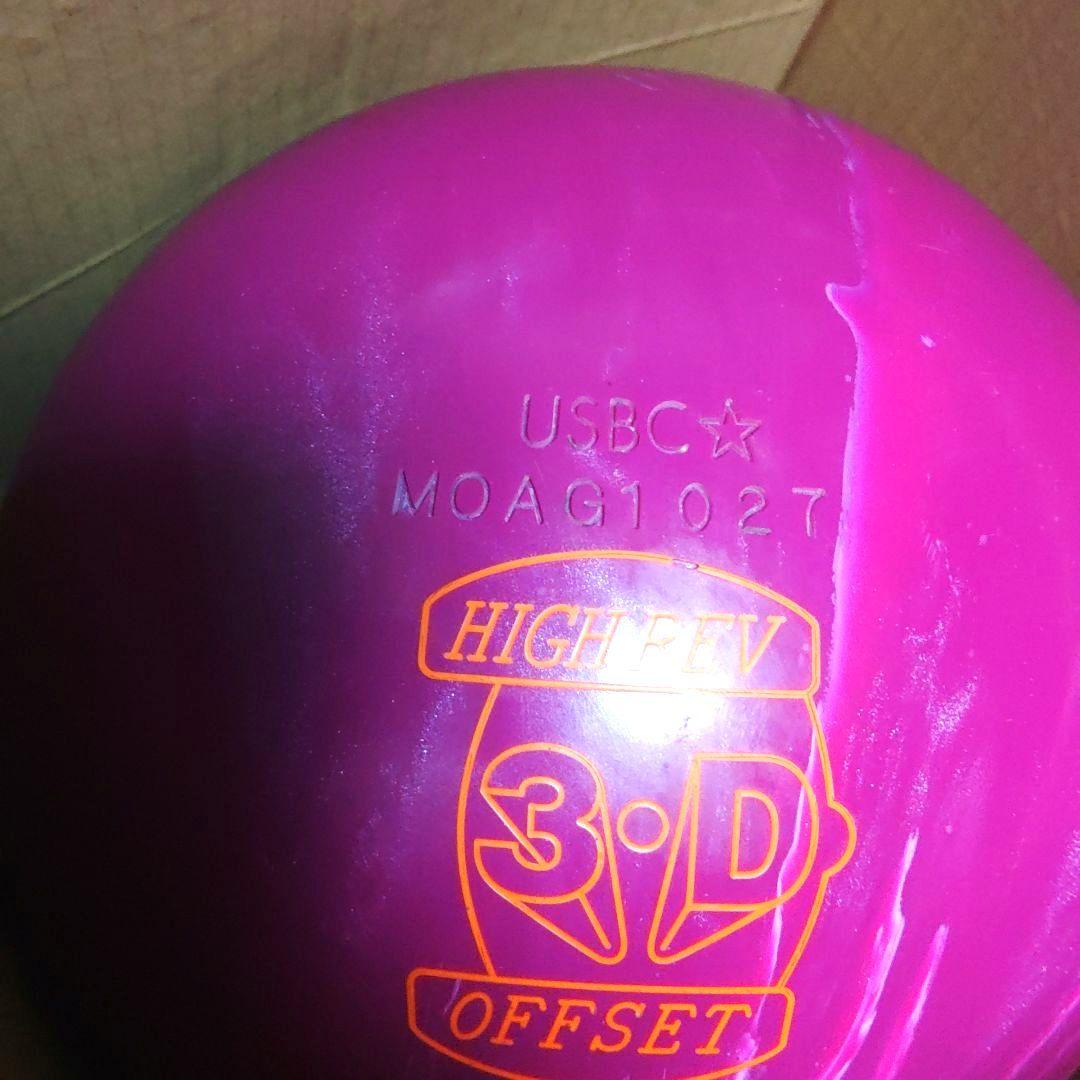 USBC☆
MOAG1027
HIGH REV
3•D
OFFSET